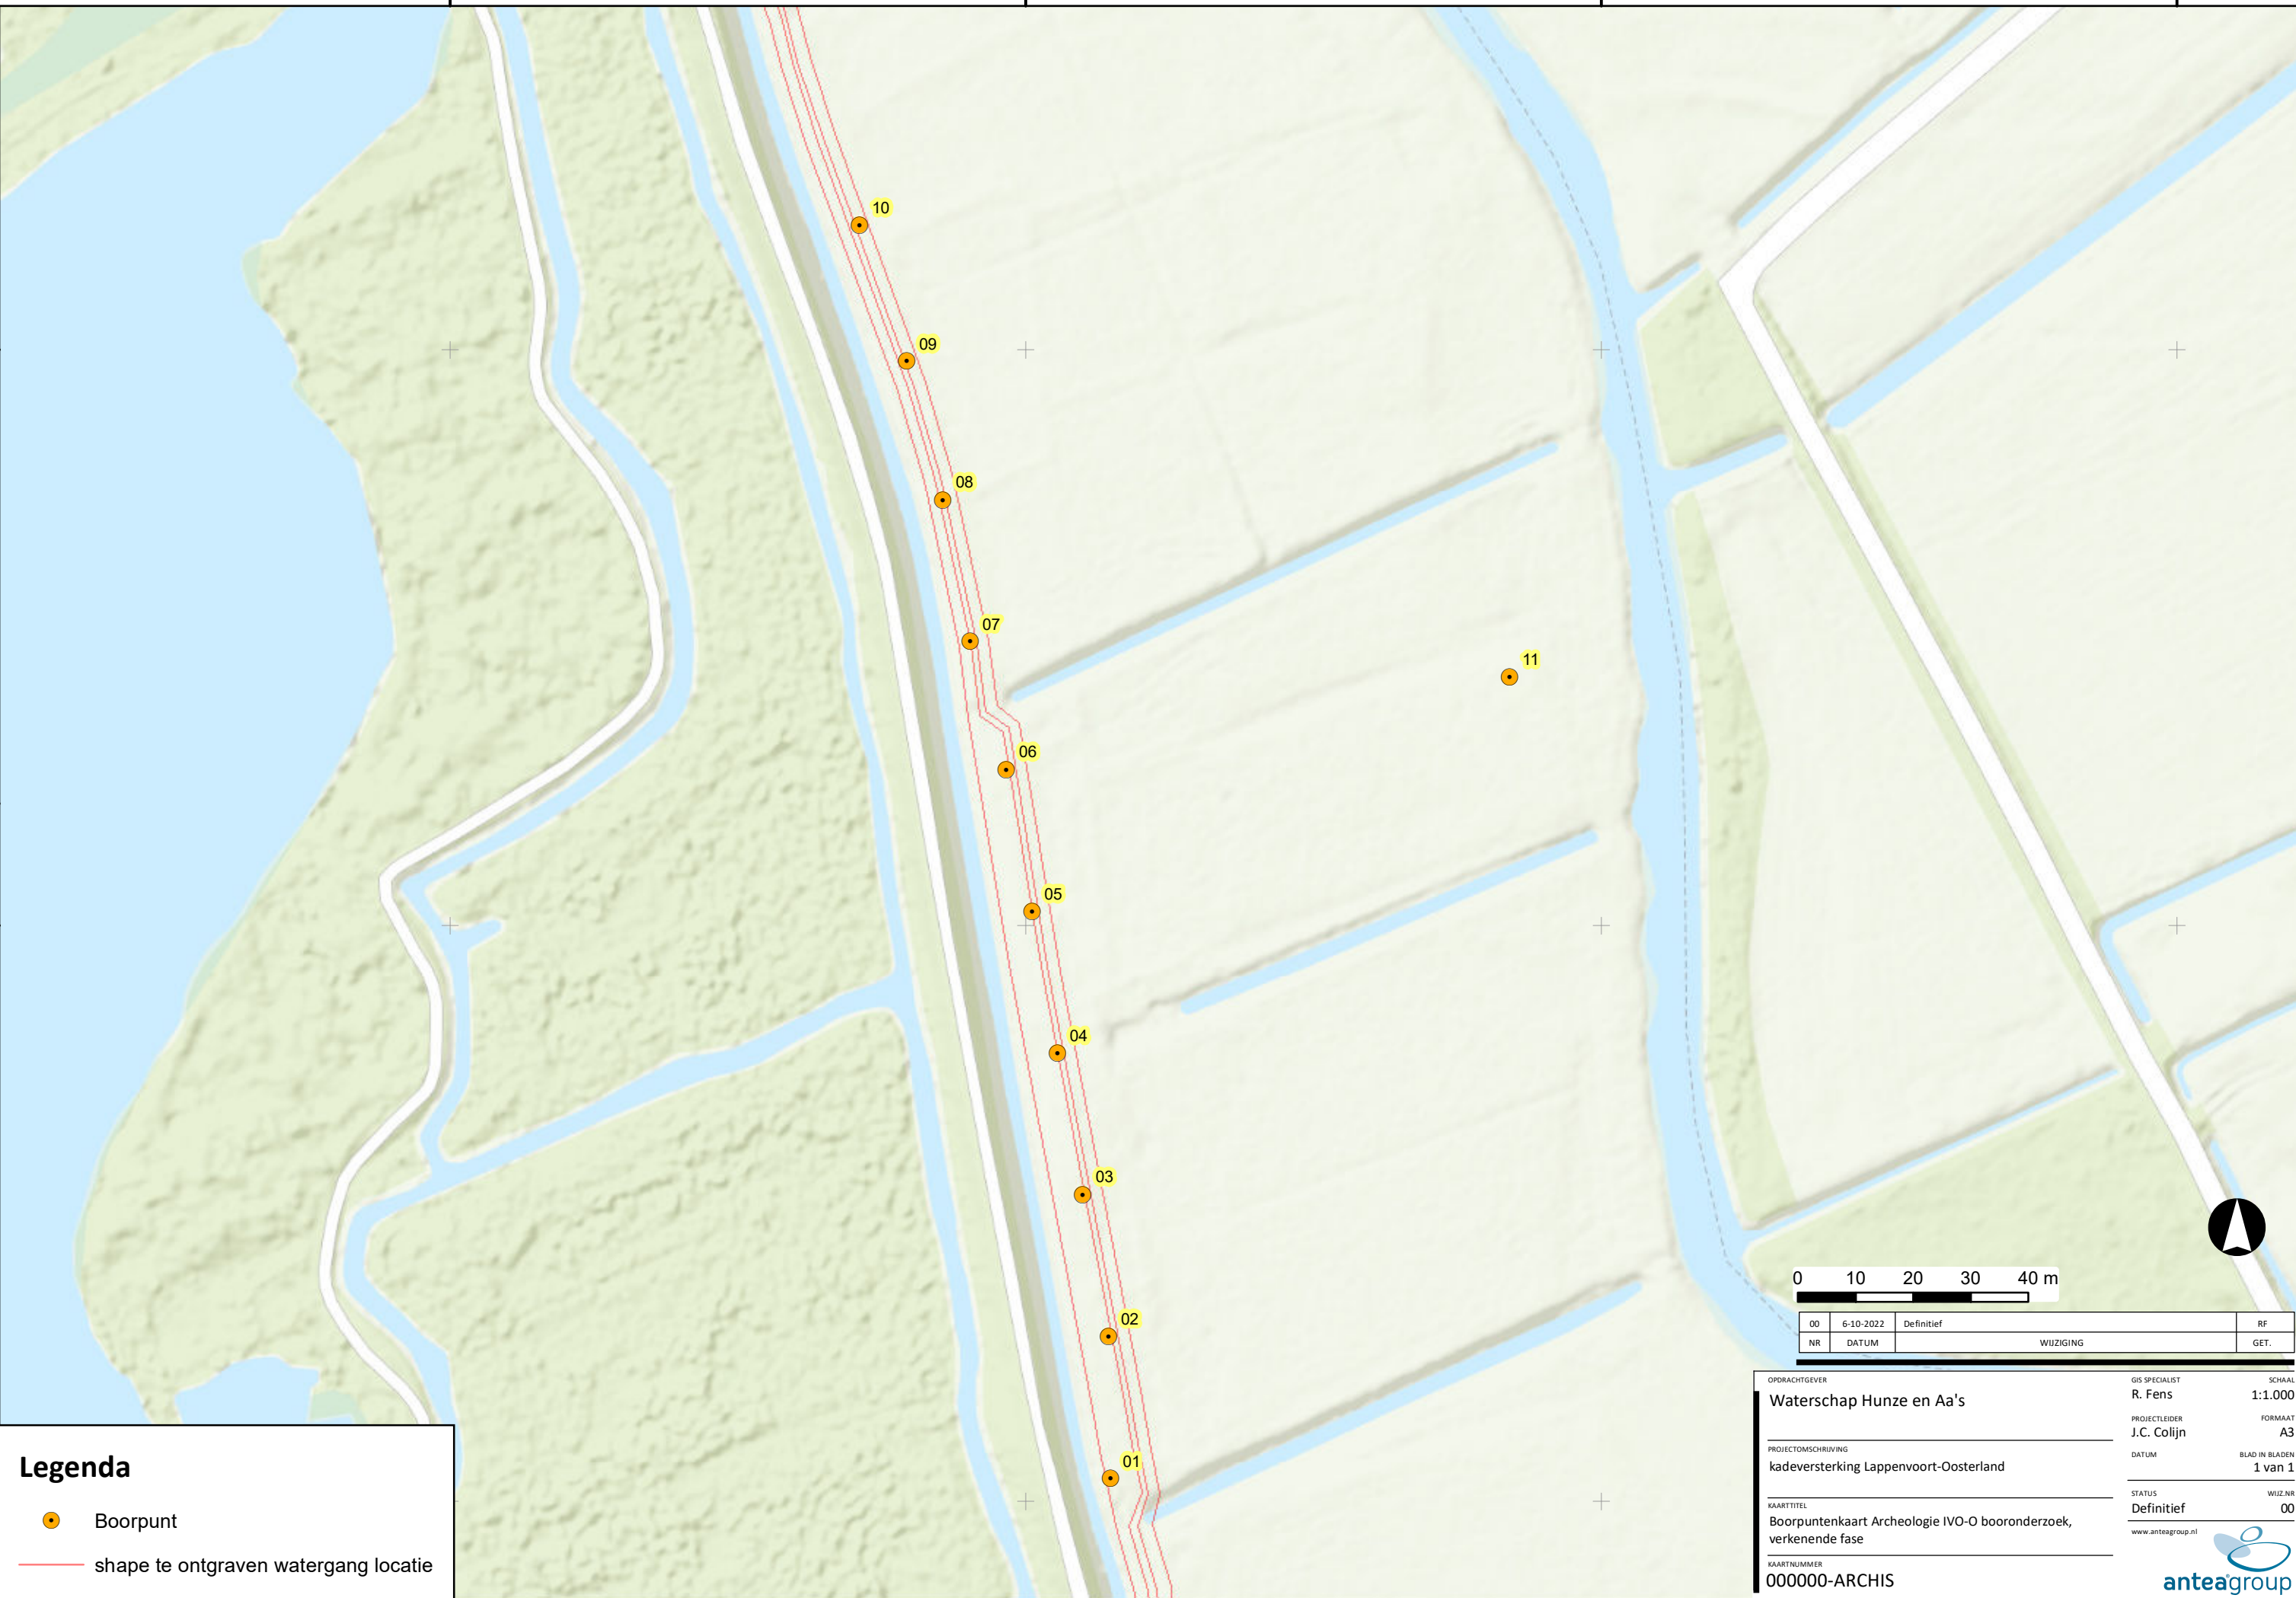 10
09
08
07
11
06
05
04
03
02
01
0 10 20 30 40 m
00 6-10-2022 Definitief RF
NR DATUM WIJZIGING GET.
OPDRACHTGEVER
Waterschap Hunze en Aa's
PROJECTOMSCHRIJVING
kadeversterking Lappenvoort-Oosterland
KAARTTITEL
Boorpuntenkaart Archeologie IVO-O booronderzoek,
verkenende fase
KAARTNUMMER
000000-ARCHIS
GIS SPECIALIST SCHAAL
R. Fens 1:1.000
PROJECTLEIDER FORMAAT
J.C. Colijn A3
DATUM BLAD IN BLADEN
1 van 1
STATUS WIJZ.NR
Definitief 00
www.anteagroup.nl
anteagroup
Legenda
Boorpunt
shape te ontgraven watergang locatie